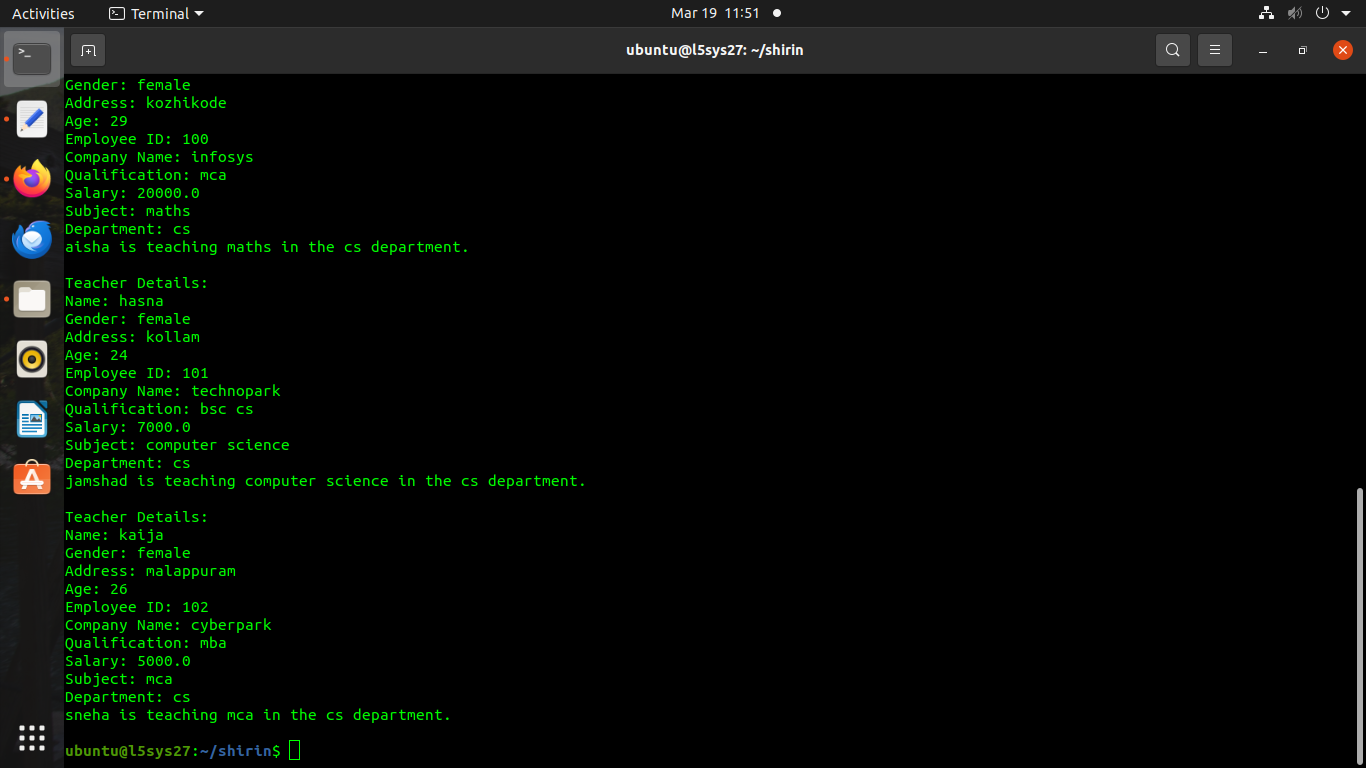 Activities
Terminal
Mar 19 11:51
ubuntu@l5sys27: ~/shirin
Gender: female
Address: kozhikode
Age: 29
Employee ID: 100
Company Name: infosys
Qualification: mca
Salary: 20000.0
Subject: maths
Department: cs
aisha is teaching maths in the cs department.
Teacher Details:
Name: hasna
Gender: female
Address: kollam
Age: 24
Employee ID: 101
Company Name: technopark
Qualification: bsc cs
Salary: 7000.0
Subject: computer science
Department: cs
jamshad is teaching computer science in the cs department.
Teacher Details:
Name: kaija
Gender: female
Address: malappuram
Age: 26
Employee ID: 102
Company Name: cyberpark
Qualification: mba
Salary: 5000.0
Subject: mca
Department: cs
sneha is teaching mca in the cs department.
ubuntu@l5sys27:~/shirin$